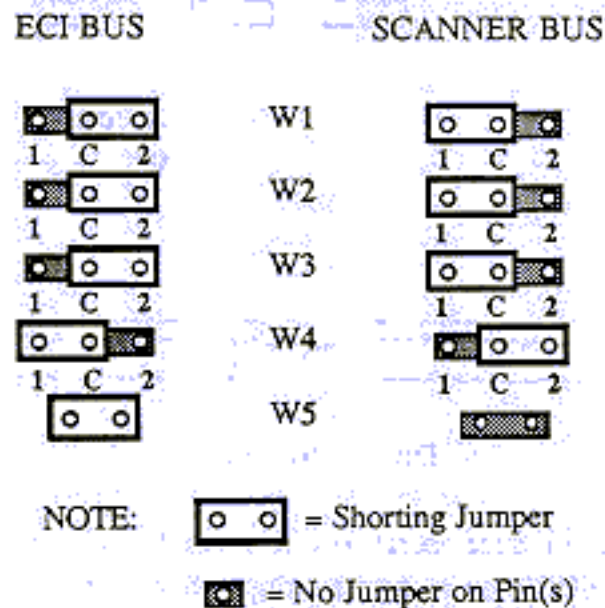 ECI BUS SCANNER BUS
W1
1 C 2 1 C 2
W2
1 C 2 1 C 2
W3
1 C 2 1 C 2
W4
1 C 2 1 C 2
W5
NOTE: = Shorting Jumper
= No Jumper on Pin(s)